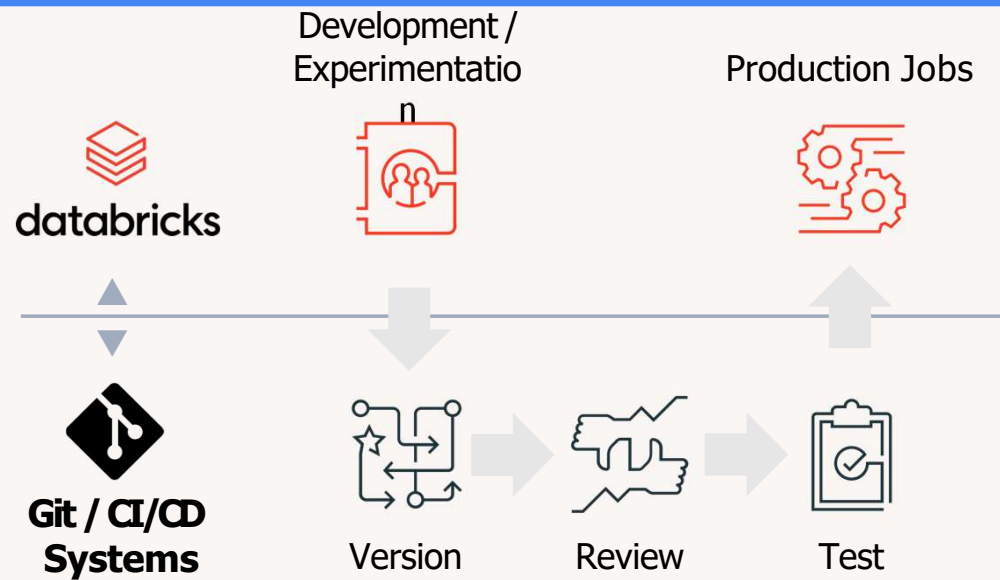 Development /
Experimentatio
n
Production Jobs
databricks
Git / CI/CD
Systems
Version
Review
Test